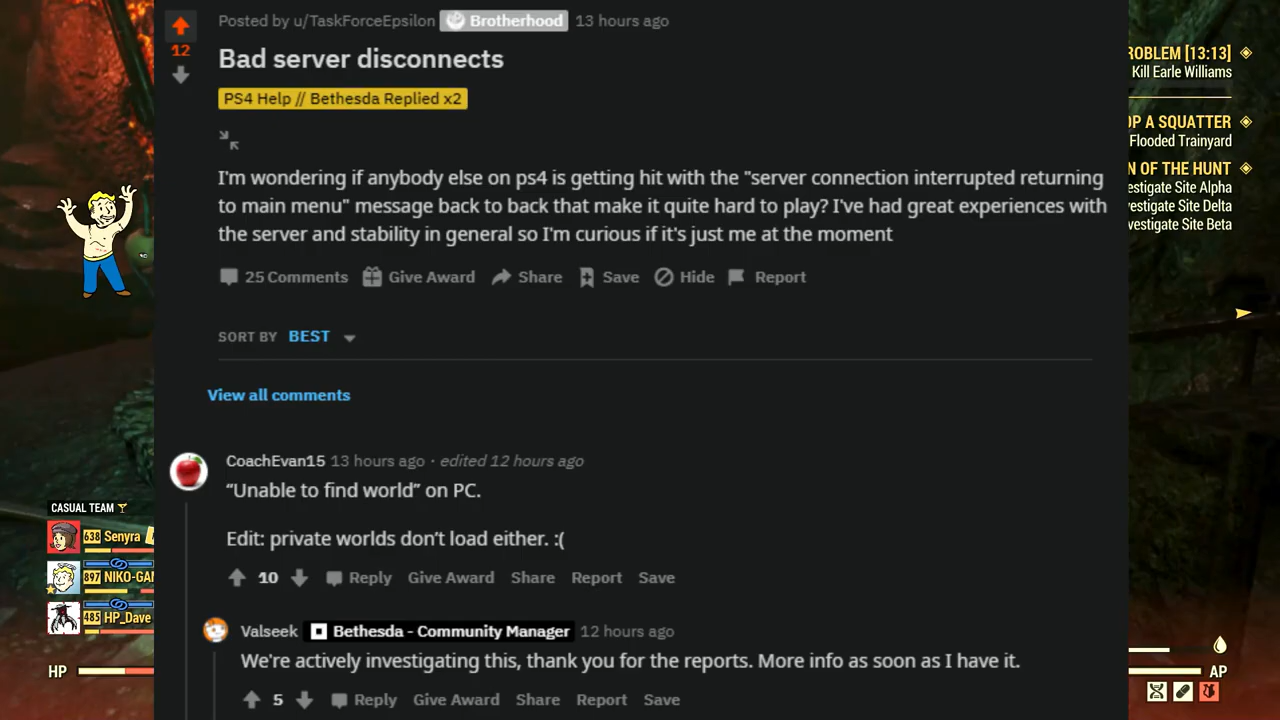 Posted by u/TaskForceEpsilon Brotherhood 13 hours ago
12
Bad server disconnects
PS4 Help // Bethesda Replied x2
I'm wondering if anybody else on ps4 is getting hit with the "server connection interrupted returning
to main menu" message back to back that make it quite hard to play? I've had great experiences with
the server and stability in general so I'm curious if it's just me at the moment
25 Comments Give Award Share Save Hide Report
SORT BY BEST
View all comments
CoachEvan15 13 hours ago · edited 12 hours ago
“Unable to find world” on PC.
Edit: private worlds don’t load either. :(
10 Reply Give Award Share Report Save
Valseek Bethesda - Community Manager 12 hours ago
We're actively investigating this, thank you for the reports. More info as soon as I have it.
5 Reply Give Award Share Report Save
ROBLEM [13:13]
Kill Earle Williams
OP A SQUATTER
Flooded Trainyard
N OF THE HUNT
estigate Site Alpha
vestigate Site Delta
vestigate Site Beta
CASUAL TEAM
638 Senyra
897 NIKO-GAM
485 HP_Dave
HP
AP